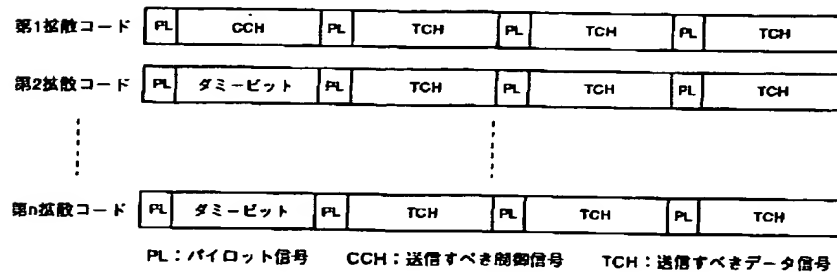 第1拡散コード PL CCH PL TCH PL TCH PL TCH
第2拡散コード PL ダミービット PL TCH PL TCH PL TCH
第n拡散コード PL ダミービット PL TCH PL TCH PL TCH
PL：パイロット信号 CCH：送信すべき制御信号 TCH：送信すべきデータ信号